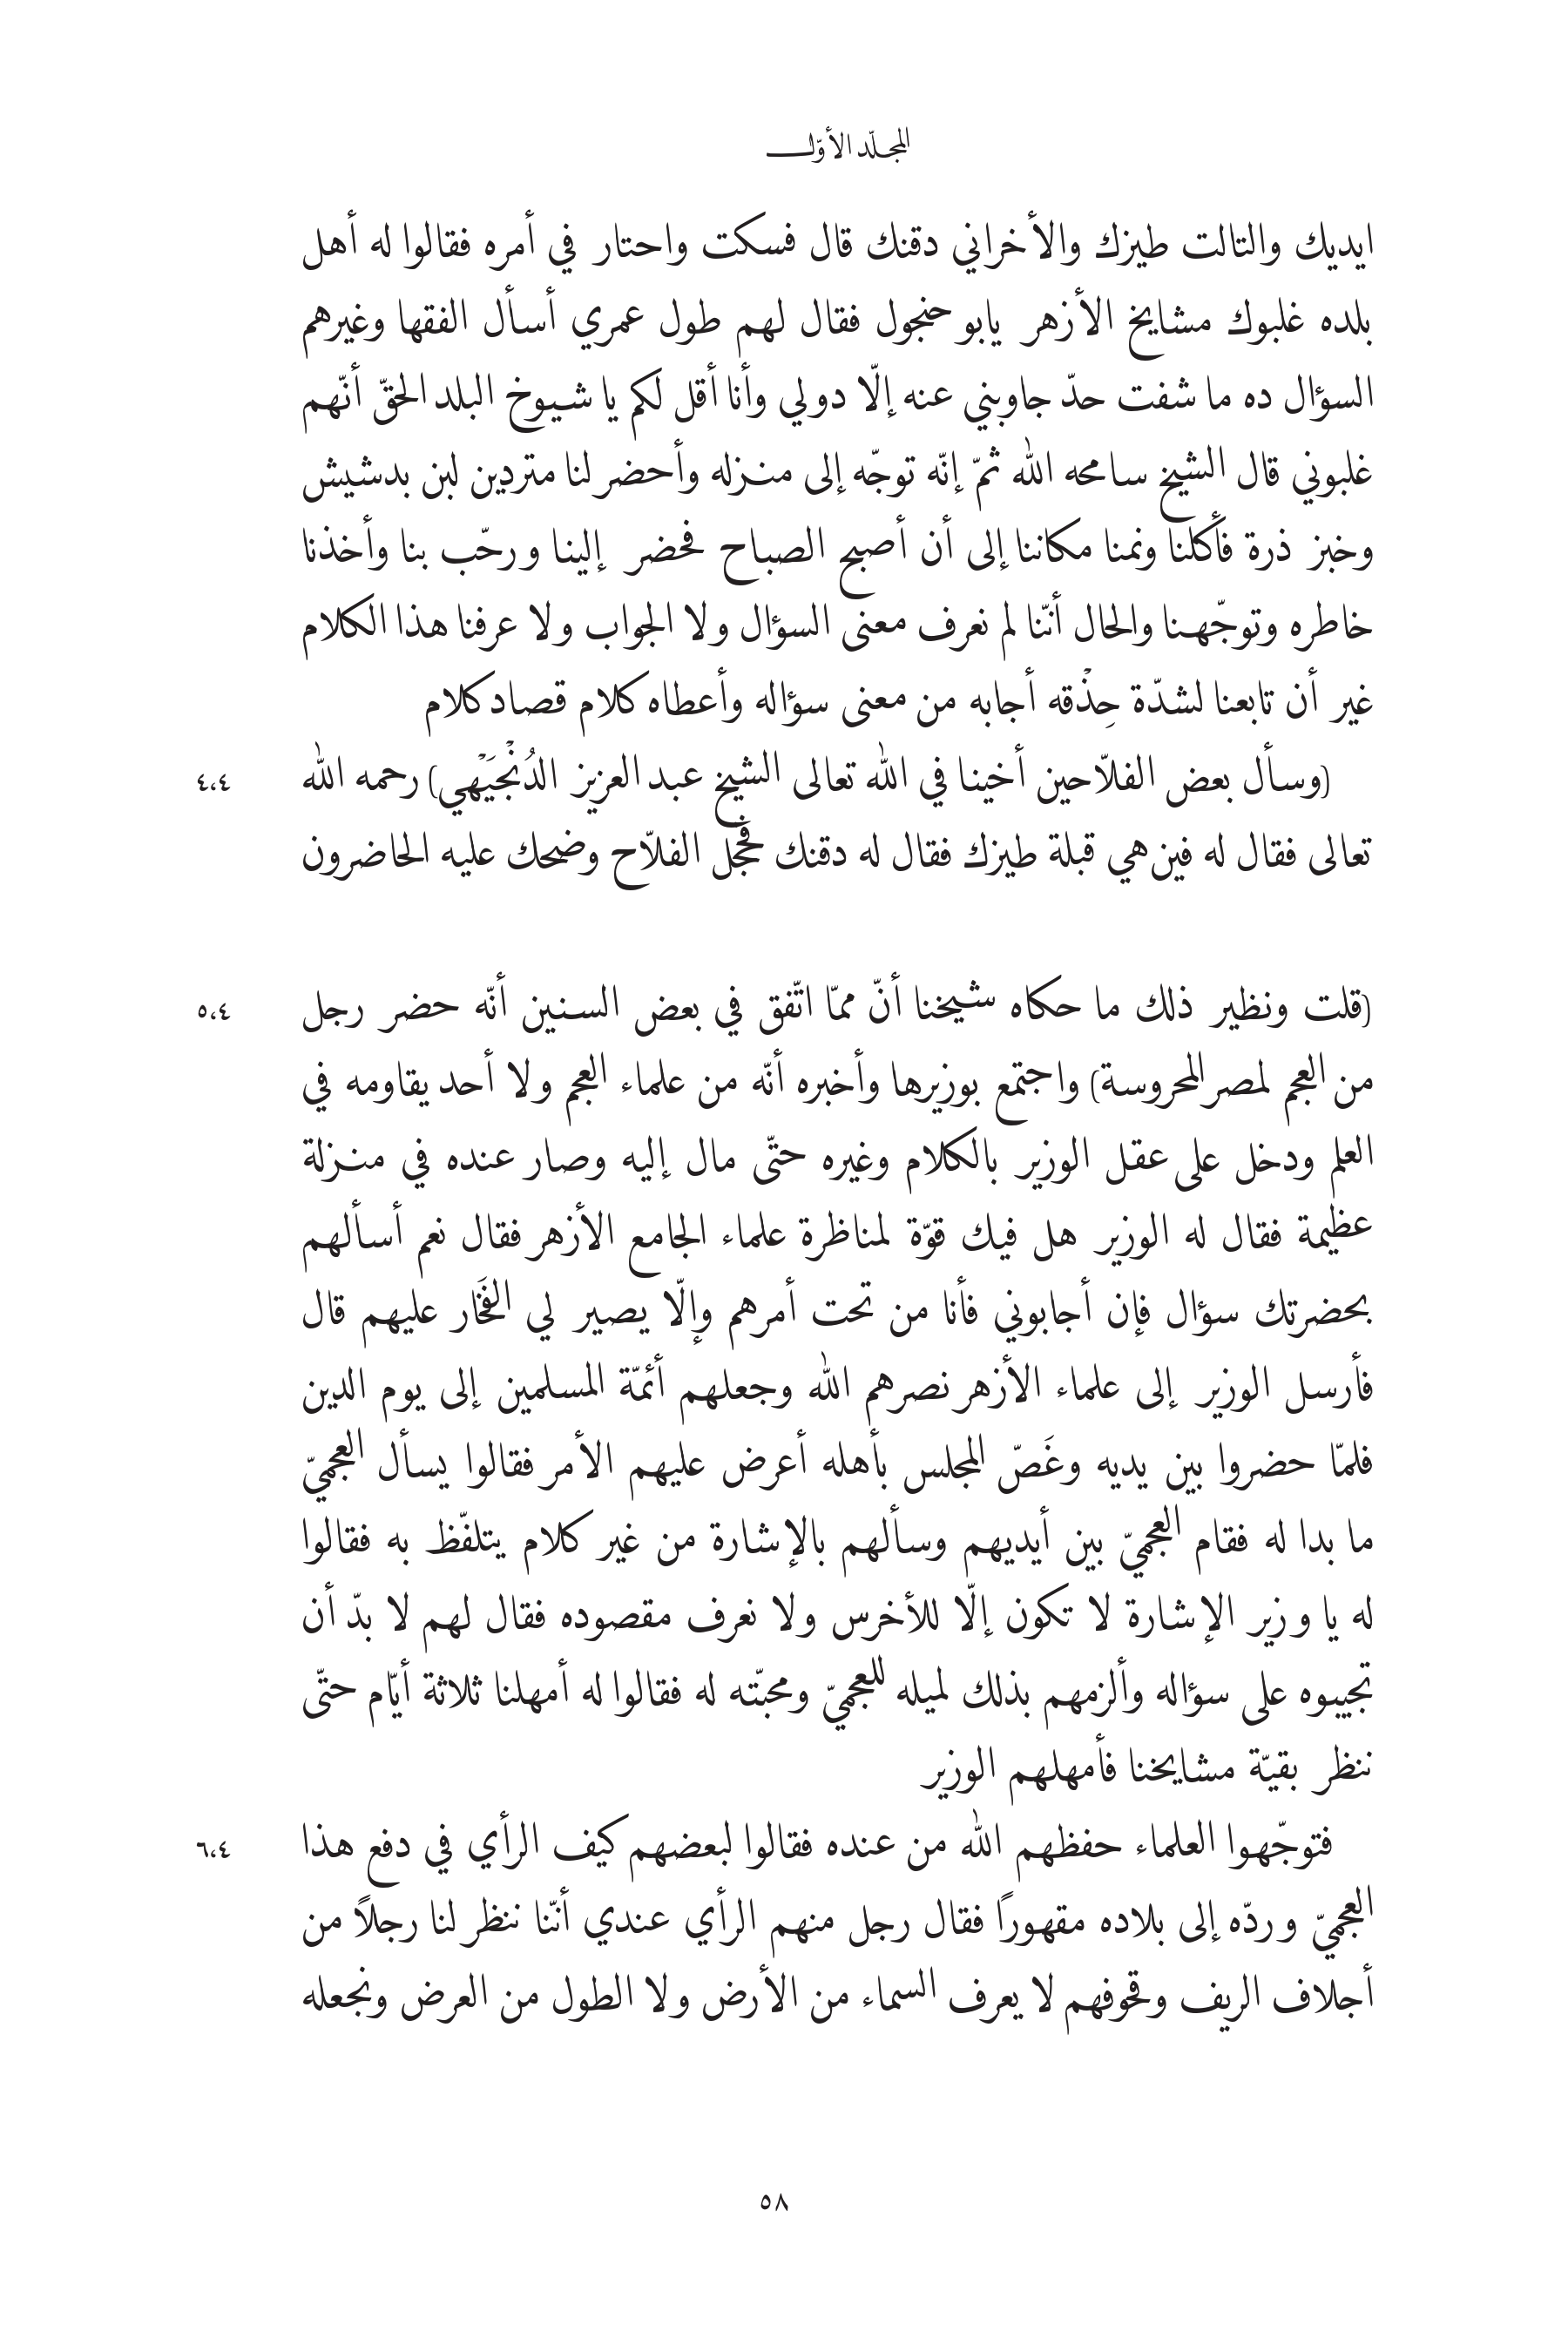 المجلّد الأوّل
ايديك والتالت طيزك والأخراني دقنك قال فسكت واحتار في أمره فقالوا له أهل
بلده غلبوك مشايخ الأزهر يابو حنجول فقال لهم طول عمري أسأل الفقها وغيرهم
السؤال ده ما شفت حدّ جاوبني عنه إلّا دولي وأنا أقل لكم يا شيوخ البلد الحقّ أنّهم
غلبوني قال الشيخ سامحه الله ثمّ إنّه توجّه إلى منزله وأحضر لنا متردين لبن بدشيش
وخبز ذرة فأكلنا ونمنا مكاننا إلى أن أصبح الصباح فحضر إلينا ورحّب بنا وأخذنا
خاطره وتوجّهنا والحال أنّنا لم نعرف معنى السؤال ولا الجواب ولا عرفنا هذا الكلام
غير أن تابعنا لشدّة حِذْقه أجابه من معنى سؤاله وأعطاه كلام قصاد كلام
(وسأل بعض الفلّاحين أخينا في الله تعالى الشيخ عبد العزيز الدُنْجَيْهي) رحمه الله ٤،٤
تعالى فقال له فين هي قبلة طيزك فقال له دقنك فخجل الفلاّح وضحك عليه الحاضرون
(قلت ونظير ذلك ما حكاه شيخنا أنّ ممّا اتّفق في بعض السنين أنّه حضر رجل ٥،٤
من العجم لمصر المحروسة) واجتمع بوزيرها وأخبره أنّه من علماء العجم ولا أحد يقاومه في
العلم ودخل على عقل الوزير بالكلام وغيره حتّى مال إليه وصار عنده في منزلة
عظيمة فقال له الوزير هل فيك قوّة لمناظرة علماء الجامع الأزهر فقال نعم أسألهم
بحضرتك سؤال فإن أجابوني فأنا من تحت أمرهم وإلّا يصير لي الفَخار عليهم قال
فأرسل الوزير إلى علماء الأزهر نصرهم الله وجعلهم أئمّة المسلمين إلى يوم الدين
فلمّا حضروا بين يديه وغَصّ المجلس بأهله أعرض عليهم الأمر فقالوا يسأل العجميّ
ما بدا له فقام العجميّ بين أيديهم وسألهم بالإشارة من غير كلام يتلفّظ به فقالوا
له يا وزير الإشارة لا تكون إلّا للأخرس ولا نعرف مقصوده فقال لهم لا بدّ أن
تجيبوه على سؤاله وألزمهم بذلك لميله للعجميّ ومحبّته له فقالوا له أمهلنا ثلاثة أيّام حتّى
ننظر بقيّة مشايخنا فأمهلهم الوزير
فتوجّهوا العلماء حفظهم الله من عنده فقالوا لبعضهم كيف الرأي في دفع هذا ٦،٤
العجميّ وردّه إلى بلاده مقهورًا فقال رجل منهم الرأي عندي أنّنا ننظر لنا رجلاً من
أجلاف الريف وقحوفهم لا يعرف السماء من الأرض ولا الطول من العرض ونجعله
٥٨